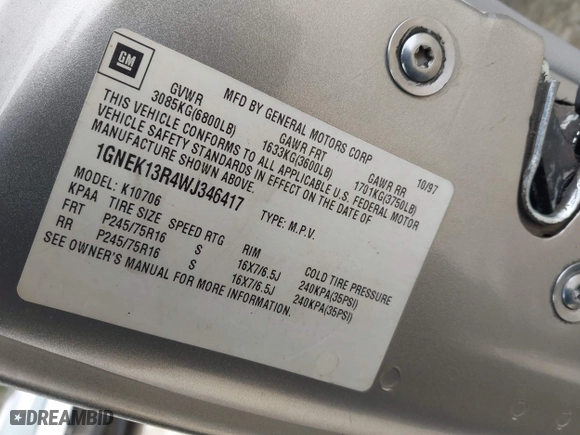 GM
MFD BY GENERAL MOTORS CORP 10/97
GVWR GAWR FRT GAWR RR
3085KG(6800LB) 1633KG(3600LB) 1701KG(3750LB)
THIS VEHICLE CONFORMS TO ALL APPLICABLE U.S. FEDERAL MOTOR
VEHICLE SAFETY STANDARDS IN EFFECT ON THE DATE OF
MANUFACTURE SHOWN ABOVE.
1GNEK13R4WJ346417 TYPE: M.P.V.
MODEL: K10706
KPAA TIRE SIZE SPEED RTG RIM COLD TIRE PRESSURE
FRT P245/75R16 S 16X7/6.5J 240KPA(35PSI)
RR P245/75R16 S 16X7/6.5J 240KPA(35PSI)
SEE OWNER'S MANUAL FOR MORE INFORMATION.
DREAMBID